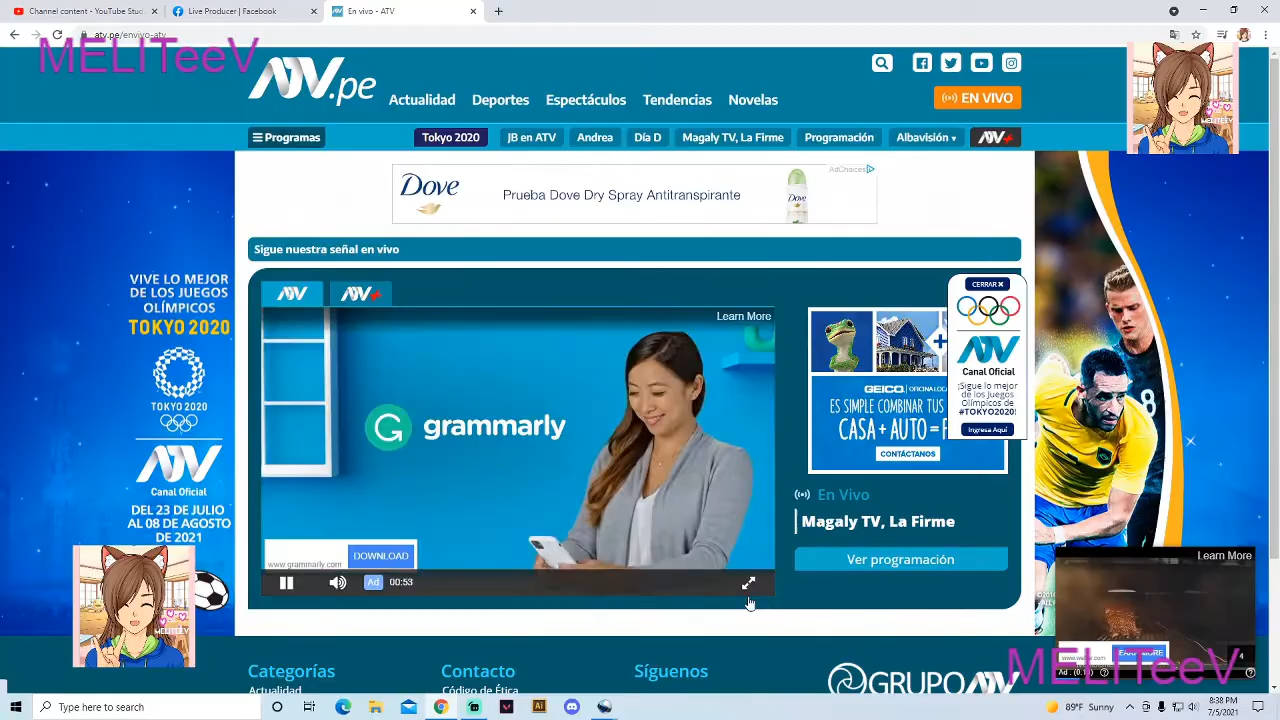 Channel content - YouTube Stud
Live Producer | Facebook
En vivo - ATV
atv.pe/envivo-atv
MELITeeV
ATV.pe
Actualidad
Deportes
Espectáculos
Tendencias
Novelas
EN VIVO
Programas
Tokyo 2020
JB en ATV
Andrea
Día D
Magaly TV, La Firme
Programación
Albavisión
ATV+
MELITEEV
Dove
Prueba Dove Dry Spray Antitranspirante
Dove
AdChoices
Sigue nuestra señal en vivo
ATV
ATV+
Learn More
grammarly
www.grammarly.com
DOWNLOAD
Ad
00:53
VIVE LO MEJOR
DE LOS JUEGOS
OLÍMPICOS
TOKYO 2020
TOKYO 2020
ATV
Canal Oficial
DEL 23 DE JULIO
AL 08 DE AGOSTO
DE 2021
MELITEEV
GEICO
ES SIMPLE COMBINAR TUS
CASA + AUTO =
CONTÁCTANOS
CERRAR
ATV
Canal Oficial
¡Sigue lo mejor
de los Juegos
Olímpicos de
#TOKYO2020!
Ingresa Aquí
En Vivo
Magaly TV, La Firme
Ver programación
8
Learn More
MELITeeV
Categorías
Actualidad
Contacto
Código de Ética
Síguenos
GRUPO ATV
Type here to search
89°F Sunny
8:38 PM
7/5/2021